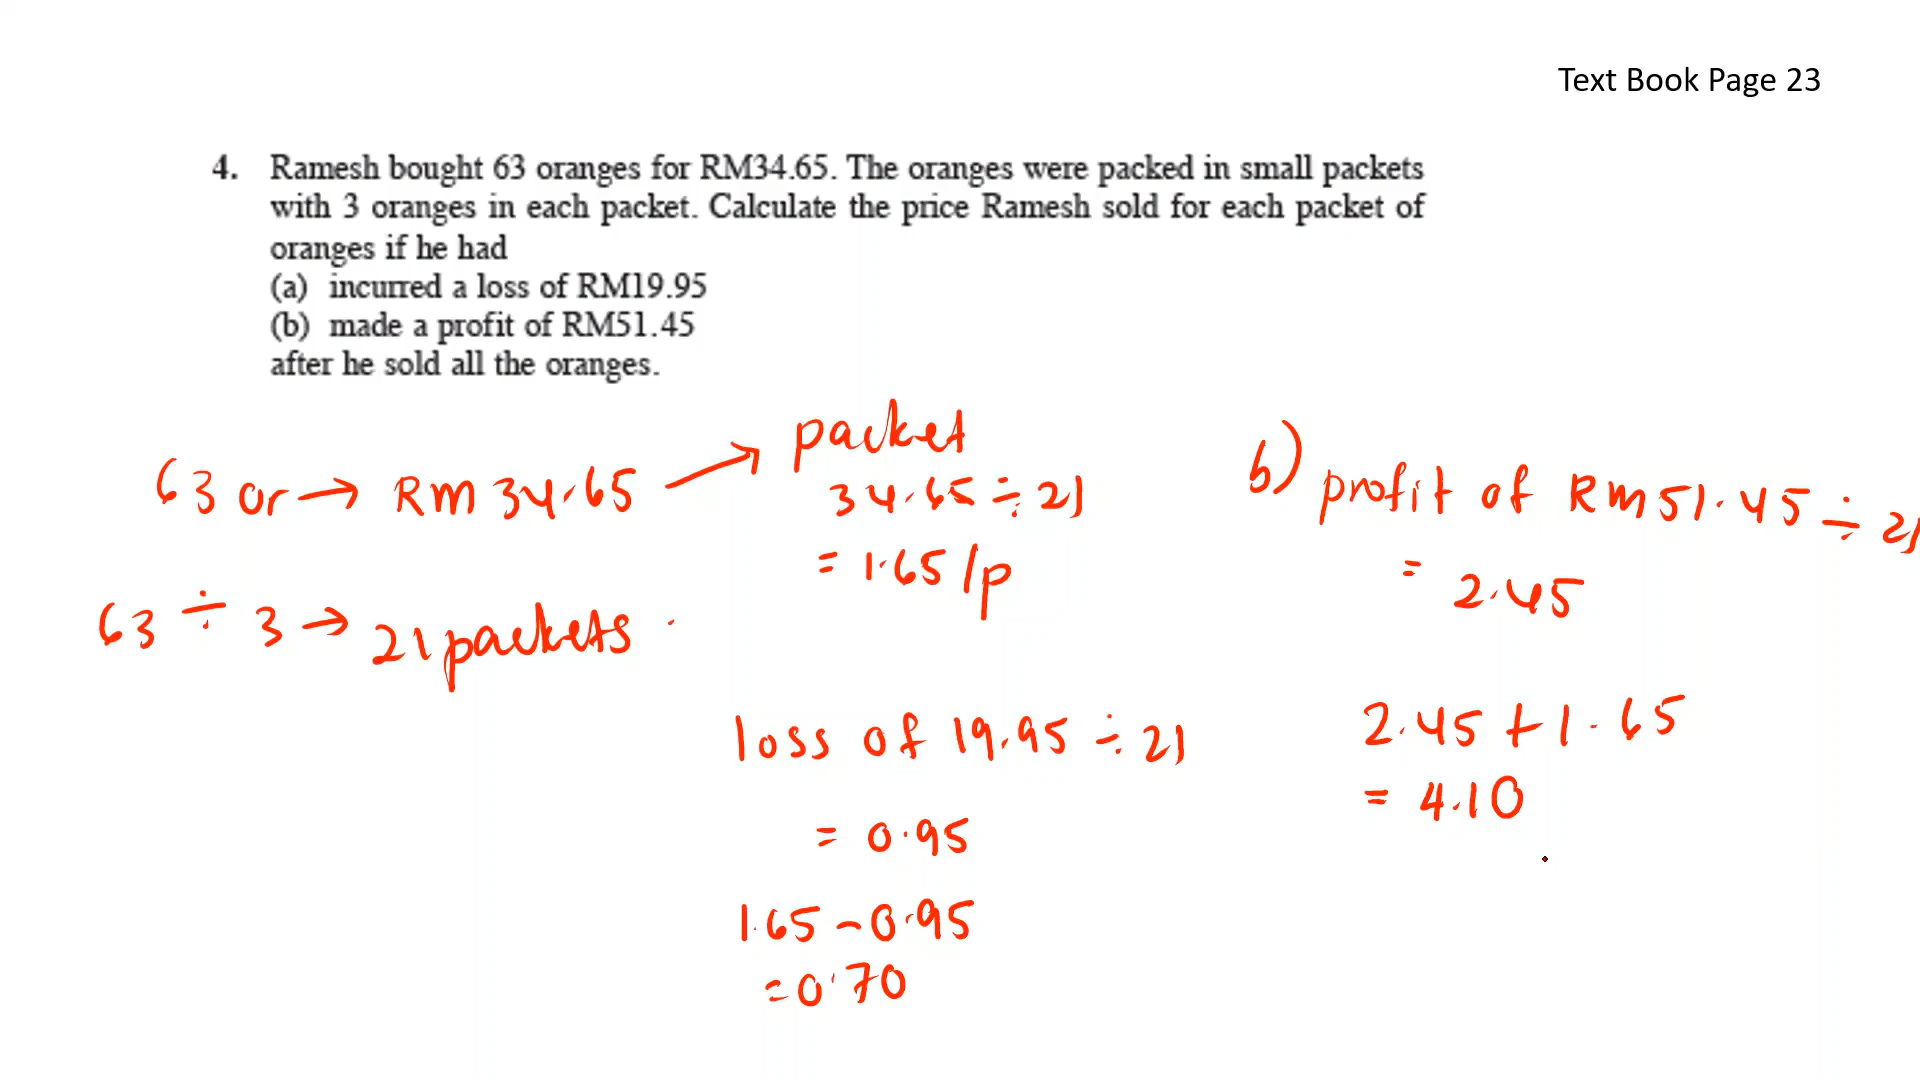 Text Book Page 23
4. Ramesh bought 63 oranges for RM34.65. The oranges were packed in small packets
with 3 oranges in each packet. Calculate the price Ramesh sold for each packet of
oranges if he had
(a) incurred a loss of RM19.95
(b) made a profit of RM51.45
after he sold all the oranges.
63 or → Rm 34.65 → packet
34.65 ÷ 21
= 1.65 /p
63 ÷ 3 → 21 packets
loss of 19.95 ÷ 21
= 0.95
1.65 - 0.95
= 0.70
b) profit of Rm 51.45 ÷ 21
= 2.45
2.45 + 1.65
= 4.10